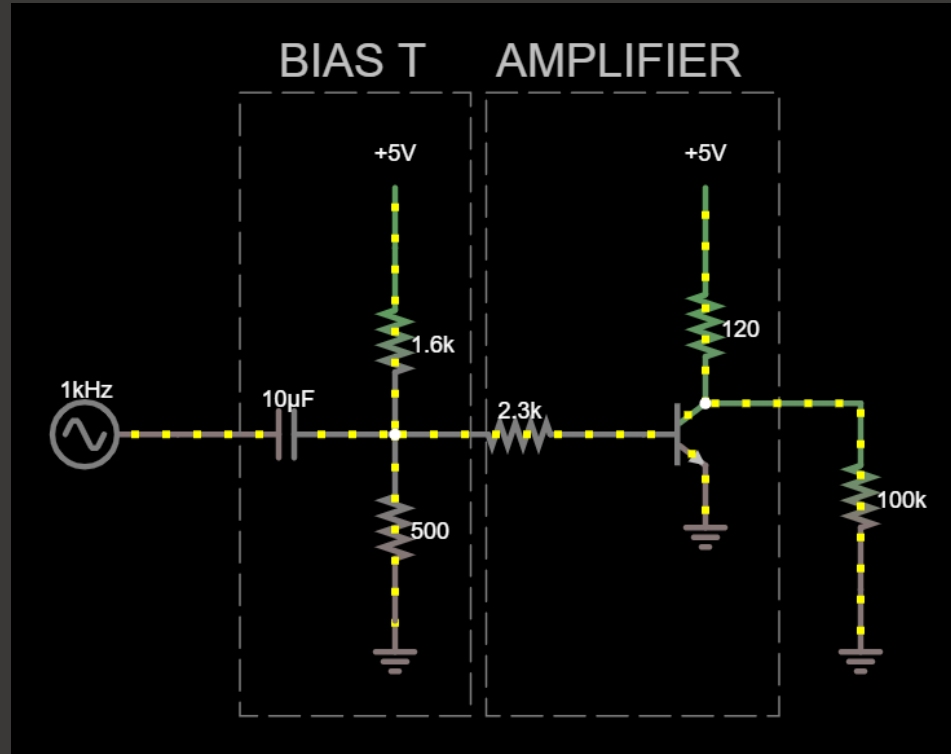 BIAS T
AMPLIFIER
+5V
+5V
1.6k
120
1kHz
10µF
2.3k
100k
500